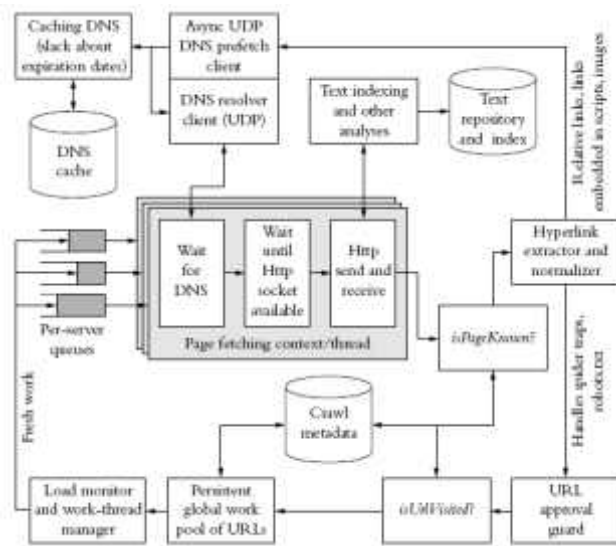 Caching DNS
(slack about
expiration dates)
Async UDP
DNS prefetch
client
DNS resolver
client (UDP)
DNS
cache
Text indexing
and other
analyses
Text
repository
and index
Relative links, links
embedded in scripts, images
Hyperlink
extractor and
normalizer
Per-server
queues
Wait
for
DNS
Wait
until
Http
socket
available
Http
send and
receive
Page fetching context/thread
isPageKnown?
Handles spider traps,
robots.txt
Fresh work
Crawl
metadata
Load monitor
and work-thread
manager
Persistent
global work
pool of URLs
isUrlVisited?
URL
approval
guard